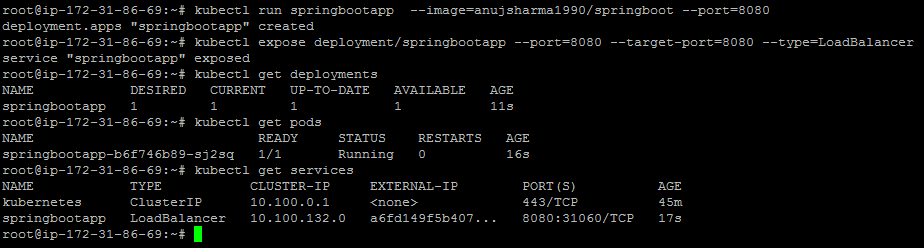 root@ip-172-31-86-69:~# kubectl run springbootapp  --image=anujsharma1990/springboot --port=8080
deployment.apps "springbootapp" created
root@ip-172-31-86-69:~# kubectl expose deployment/springbootapp --port=8080 --target-port=8080 --type=LoadBalancer
service "springbootapp" exposed
root@ip-172-31-86-69:~# kubectl get deployments
NAME            DESIRED   CURRENT   UP-TO-DATE   AVAILABLE   AGE
springbootapp   1         1         1            1           11s
root@ip-172-31-86-69:~# kubectl get pods
NAME                            READY     STATUS    RESTARTS   AGE
springbootapp-b6f746b89-sj2sq   1/1       Running   0          16s
root@ip-172-31-86-69:~# kubectl get services
NAME            TYPE           CLUSTER-IP     EXTERNAL-IP        PORT(S)          AGE
kubernetes      ClusterIP      10.100.0.1     <none>             443/TCP          45m
springbootapp   LoadBalancer   10.100.132.0   a6fd149f5b407...   8080:31060/TCP   17s
root@ip-172-31-86-69:~#